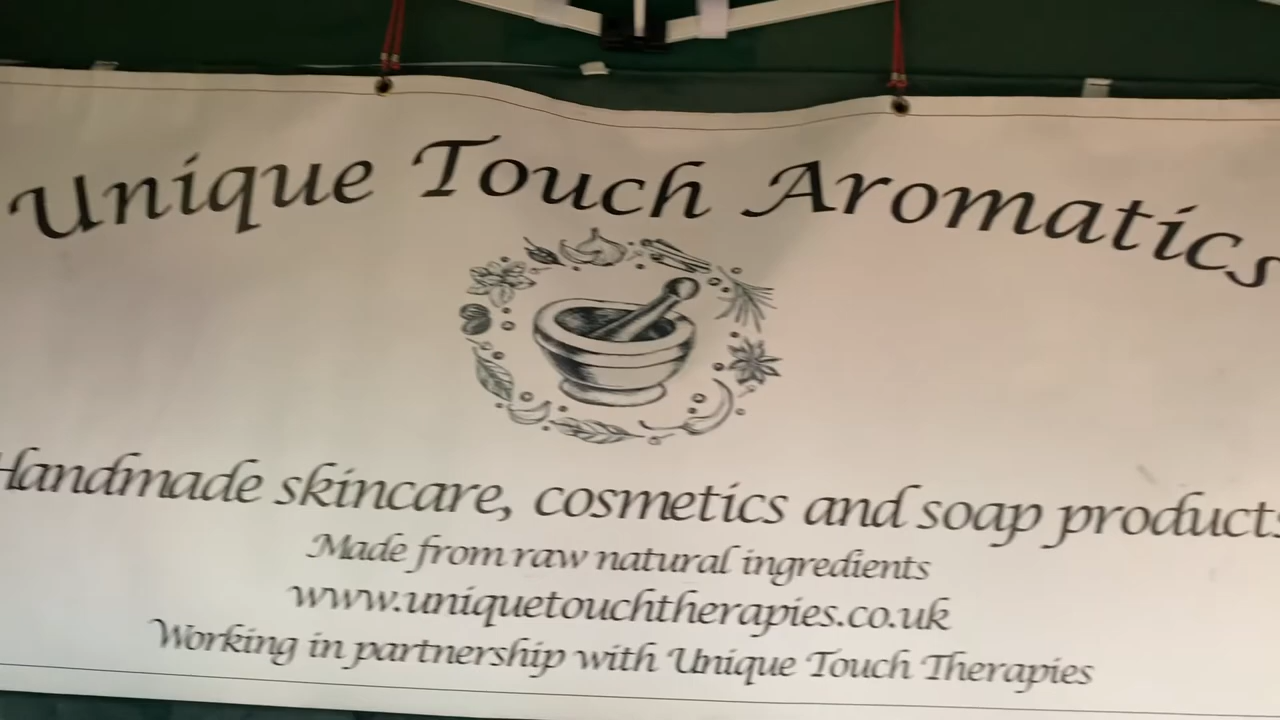 Unique Touch Aromatics
Handmade skincare, cosmetics and soap products
Made from raw natural ingredients
www.uniquetouchtherapies.co.uk
Working in partnership with Unique Touch Therapies